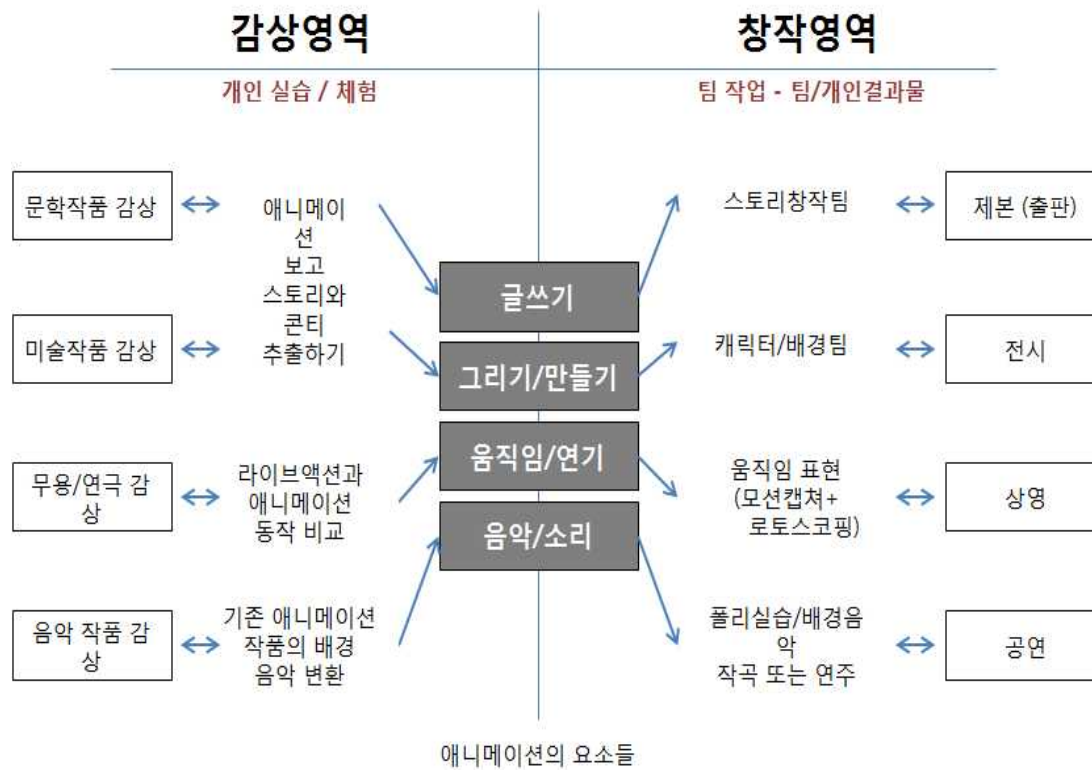 감상영역
창작영역
개인 실습 / 체험
팀 작업 - 팀/개인결과물
문학작품 감상
애니메이
션
보고
스토리와
콘티
추출하기
미술작품 감상
무용/연극 감
상
라이브액션과
애니메이션
동작 비교
음악 작품 감
상
기존 애니메이션
작품의 배경
음악 변환
글쓰기
그리기/만들기
움직임/연기
음악/소리
스토리창작팀
제본 (출판)
캐릭터/배경팀
전시
움직임 표현
(모션캡쳐+
로토스코핑)
상영
폴리실습/배경음
악
작곡 또는 연주
공연
애니메이션의 요소들